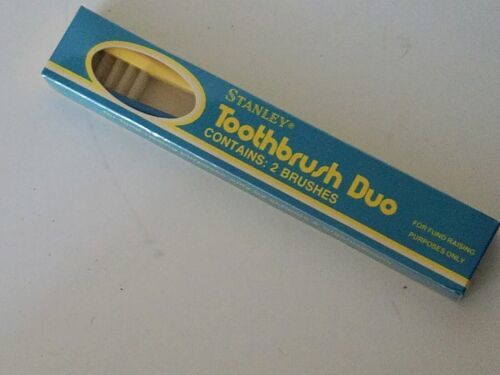 STANLEY®
Toothbrush Duo
CONTAINS: 2 BRUSHES
FOR FUND RAISING
PURPOSES ONLY